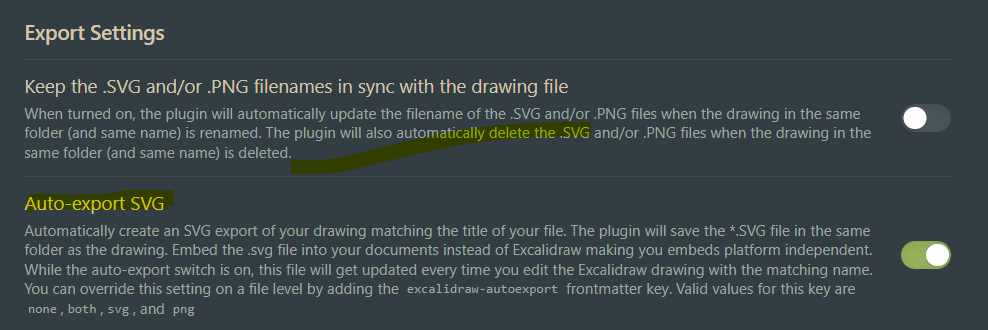 Export Settings
Keep the .SVG and/or .PNG filenames in sync with the drawing file
When turned on, the plugin will automatically update the filename of the .SVG and/or .PNG files when the drawing in the same
folder (and same name) is renamed. The plugin will also automatically delete the .SVG and/or .PNG files when the drawing in the
same folder (and same name) is deleted.
Auto-export SVG
Automatically create an SVG export of your drawing matching the title of your file. The plugin will save the *.SVG file in the same
folder as the drawing. Embed the .svg file into your documents instead of Excalidraw making you embeds platform independent.
While the auto-export switch is on, this file will get updated every time you edit the Excalidraw drawing with the matching name.
You can override this setting on a file level by adding the excalidraw-autoexport frontmatter key. Valid values for this key are
none, both, svg, and png